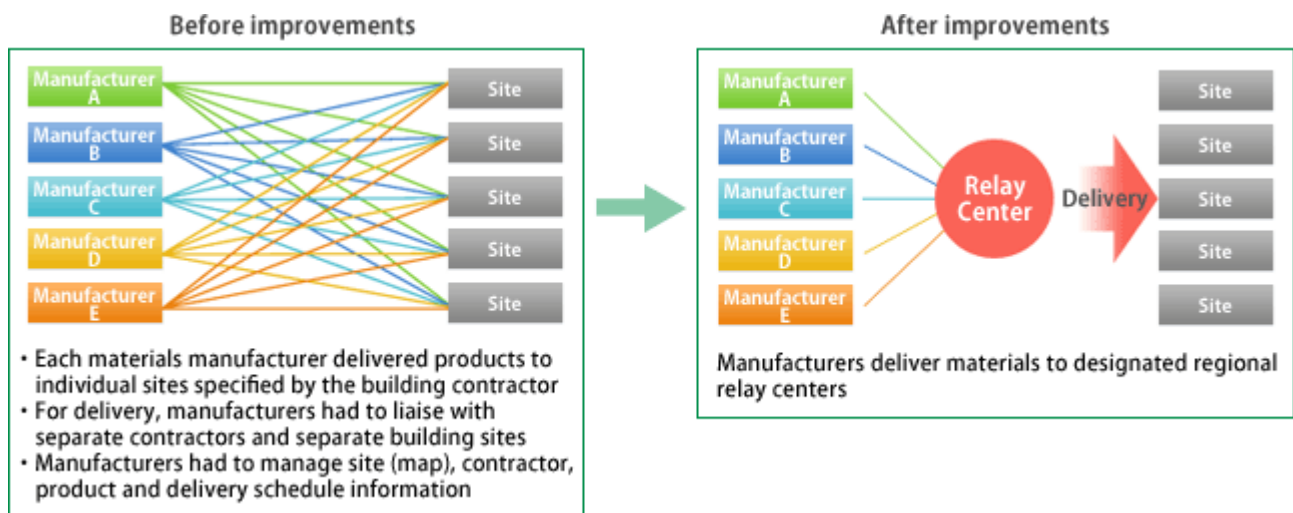 Before improvements
Manufacturer
A
Manufacturer
B
Manufacturer
C
Manufacturer
D
Manufacturer
E
Site
Site
Site
Site
Site
• Each materials manufacturer delivered products to
individual sites specified by the building contractor
• For delivery, manufacturers had to liaise with
separate contractors and separate building sites
• Manufacturers had to manage site (map), contractor,
product and delivery schedule information
After improvements
Manufacturer
A
Manufacturer
B
Manufacturer
C
Manufacturer
D
Manufacturer
E
Relay
Center
Delivery
Site
Site
Site
Site
Site
Manufacturers deliver materials to designated regional
relay centers